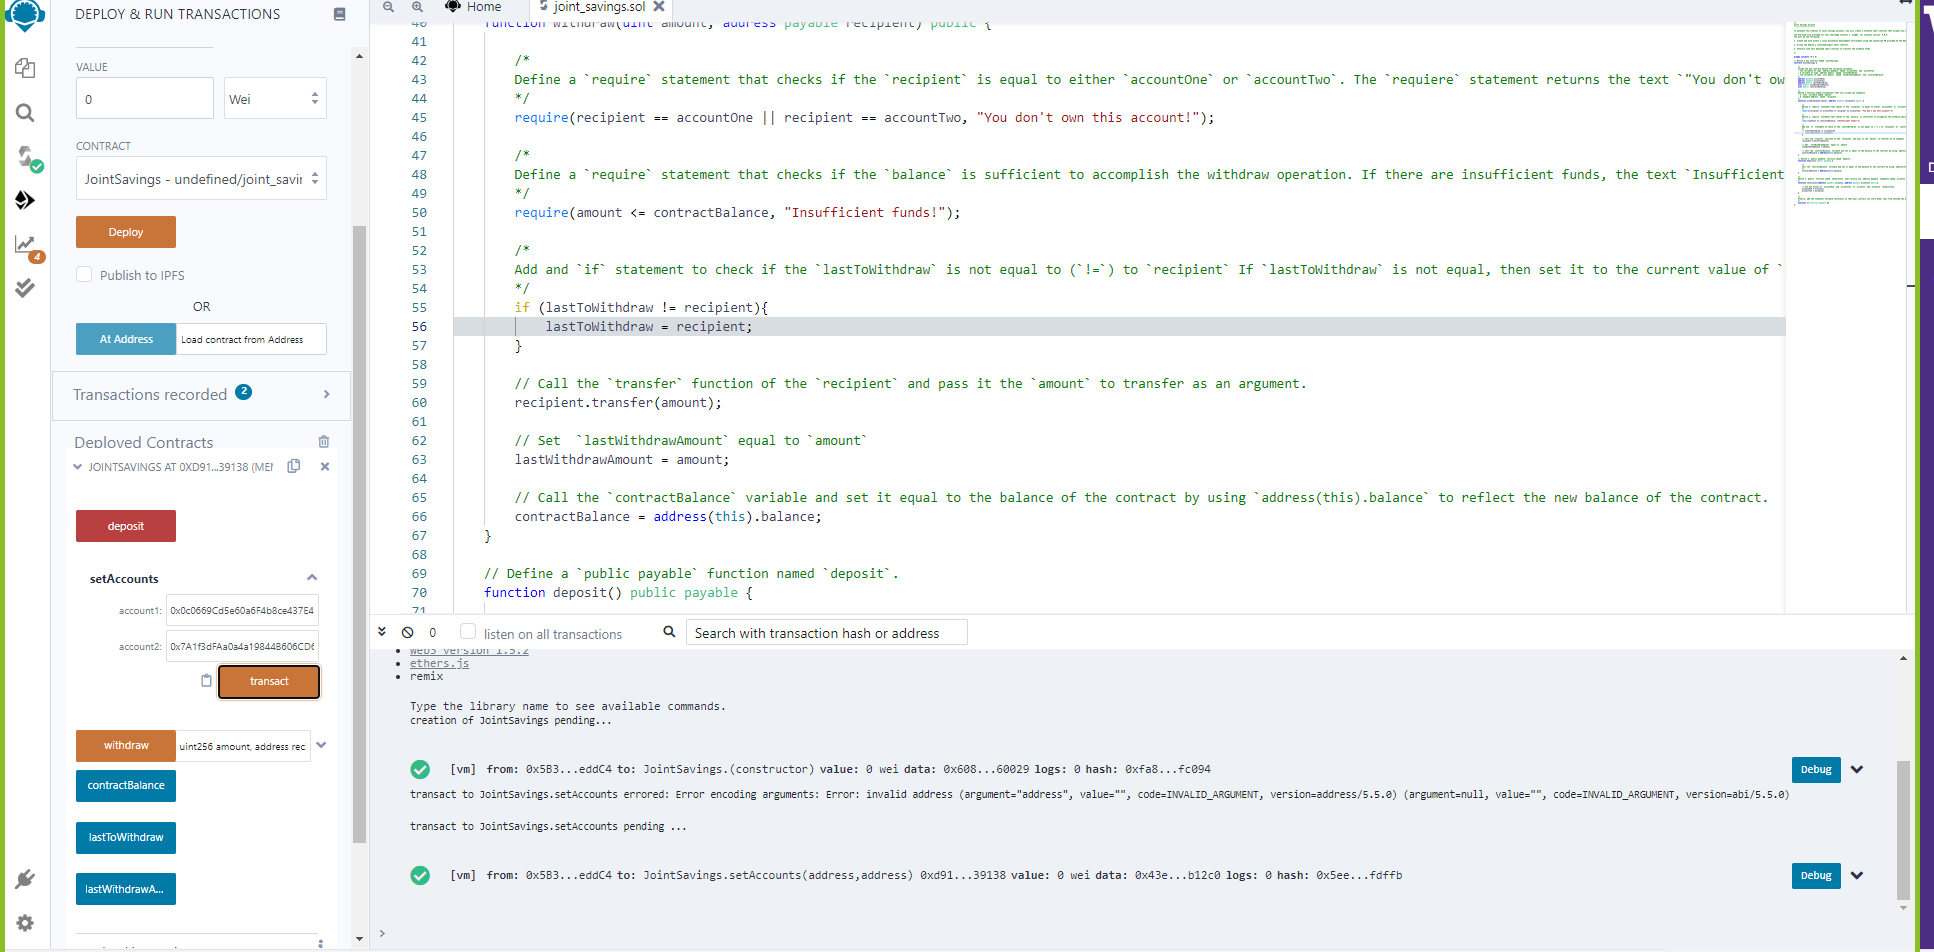 DEPLOY & RUN TRANSACTIONS
VALUE
0
Wei
CONTRACT
JointSavings - undefined/joint_savin
Deploy
Publish to IPFS
OR
At Address
Load contract from Address
Transactions recorded 2
Deployed Contracts
JOINTSAVINGS AT 0XD91...39138 (MEM
deposit
setAccounts
account1: 0x0c0669Cd5e60a6F4b8ce437E4
account2: 0x7A1f3dFAa0a4a19844B606CD6
transact
withdraw
uint256 amount, address rec
contractBalance
lastToWithdraw
lastWithdrawA...
4
Home
joint_savings.sol
40 function withdraw(uint amount, address payable recipient) public {
41
42 /*
43 Define a `require` statement that checks if the `recipient` is equal to either `accountOne` or `accountTwo`. The `requiere` statement returns the text `"You don't ow
44 */
45 require(recipient == accountOne || recipient == accountTwo, "You don't own this account!");
46
47 /*
48 Define a `require` statement that checks if the `balance` is sufficient to accomplish the withdraw operation. If there are insufficient funds, the text `Insufficient
49 */
50 require(amount <= contractBalance, "Insufficient funds!");
51
52 /*
53 Add and `if` statement to check if the `lastToWithdraw` is not equal to (`!=`) to `recipient` If `lastToWithdraw` is not equal, then set it to the current value of `
54 */
55 if (lastToWithdraw != recipient){
56 lastToWithdraw = recipient;
57 }
58
59 // Call the `transfer` function of the `recipient` and pass it the `amount` to transfer as an argument.
60 recipient.transfer(amount);
61
62 // Set  `lastWithdrawAmount` equal to `amount`
63 lastWithdrawAmount = amount;
64
65 // Call the `contractBalance` variable and set it equal to the balance of the contract by using `address(this).balance` to reflect the new balance of the contract.
66 contractBalance = address(this).balance;
67 }
68
69 // Define a `public payable` function named `deposit`.
70 function deposit() public payable {
71
0
listen on all transactions
Search with transaction hash or address
web3 version 1.5.2
ethers.js
remix
Type the library name to see available commands.
creation of JointSavings pending...
[vm] from: 0x5B3...eddC4 to: JointSavings.(constructor) value: 0 wei data: 0x608...60029 logs: 0 hash: 0xfa8...fc094
Debug
transact to JointSavings.setAccounts errored: Error encoding arguments: Error: invalid address (argument="address", value="", code=INVALID_ARGUMENT, version=address/5.5.0) (argument=null, value="", code=INVALID_ARGUMENT, version=abi/5.5.0)
transact to JointSavings.setAccounts pending ...
[vm] from: 0x5B3...eddC4 to: JointSavings.setAccounts(address,address) 0xd91...39138 value: 0 wei data: 0x43e...b12c0 logs: 0 hash: 0x5ee...fdffb
Debug
>